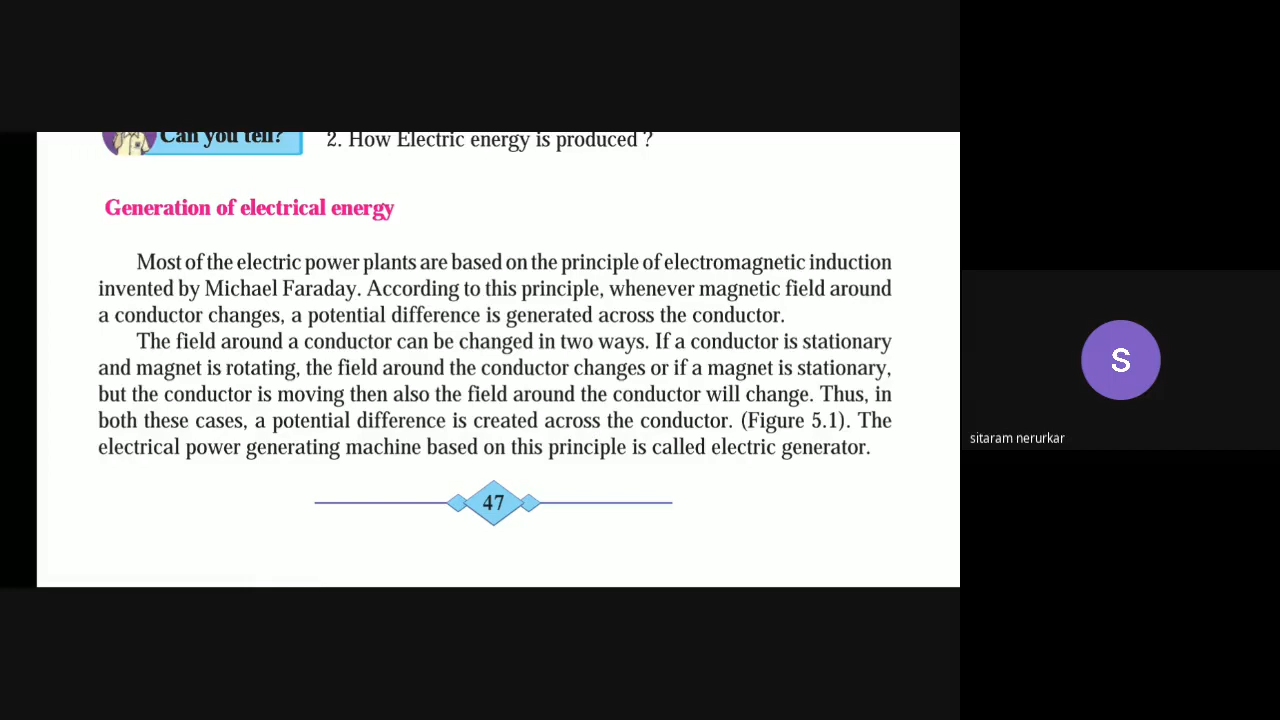 Can you tell?
2. How Electric energy is produced ?
Generation of electrical energy
Most of the electric power plants are based on the principle of electromagnetic induction
invented by Michael Faraday. According to this principle, whenever magnetic field around
a conductor changes, a potential difference is generated across the conductor.
The field around a conductor can be changed in two ways. If a conductor is stationary
and magnet is rotating, the field around the conductor changes or if a magnet is stationary,
but the conductor is moving then also the field around the conductor will change. Thus, in
both these cases, a potential difference is created across the conductor. (Figure 5.1). The
electrical power generating machine based on this principle is called electric generator.
47
S
sitaram nerurkar